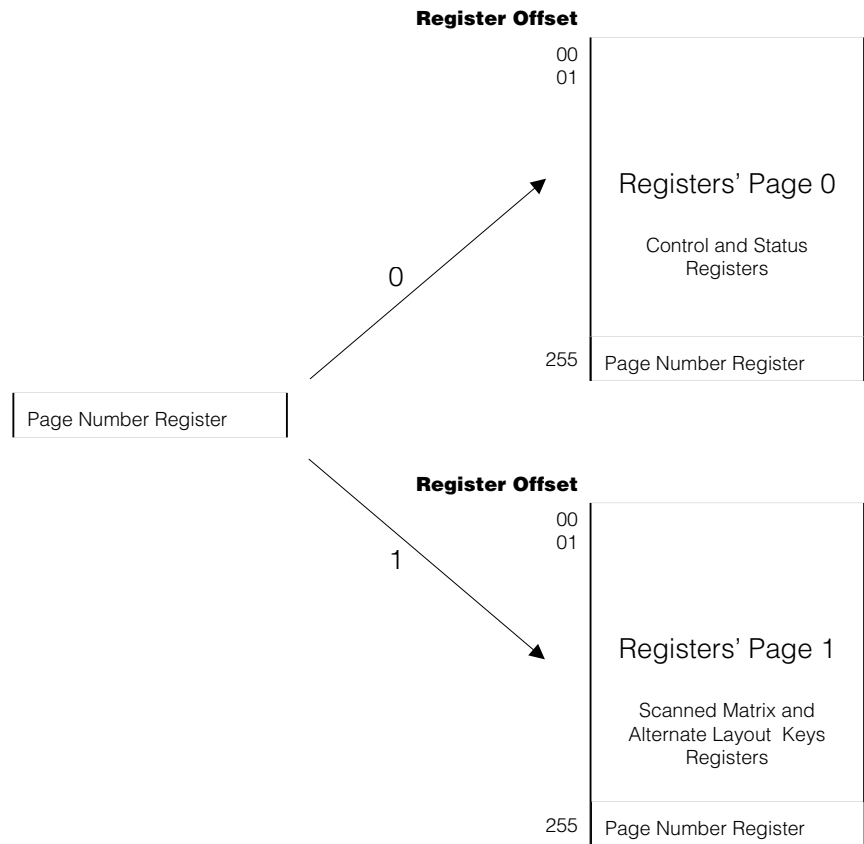 Register Offset
00
01
Registers’ Page 0
Control and Status
Registers
0
255
Page Number Register
Page Number Register
Register Offset
00
01
1
Registers’ Page 1
Scanned Matrix and
Alternate Layout  Keys
Registers
255
Page Number Register